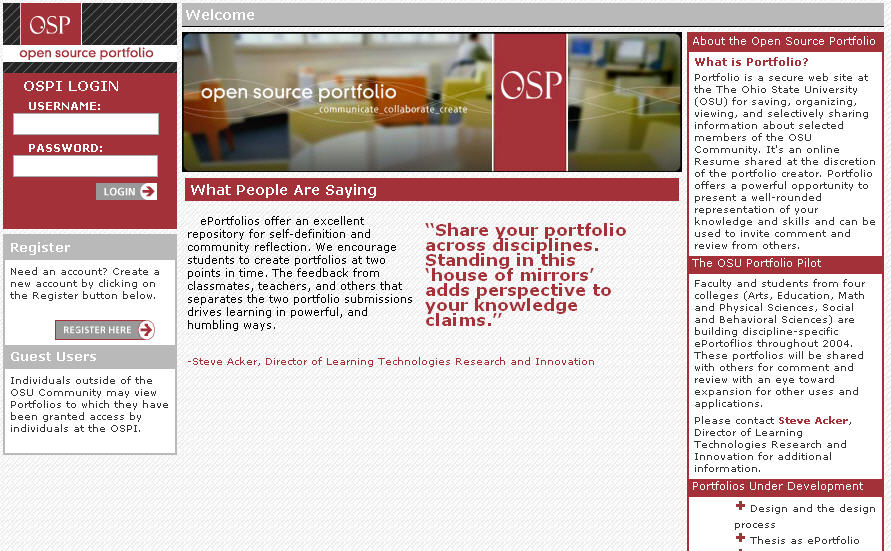 OSP
open source portfolio
OSPI LOGIN
USERNAME:
PASSWORD:
LOGIN
Register
Need an account? Create a
new account by clicking on
the Register button below.
REGISTER HERE
Guest Users
Individuals outside of the
OSU Community may view
Portfolios to which they have
been granted access by
individuals at the OSPI.
Welcome
open source portfolio
_communicate_collaborate_create
OSP
What People Are Saying
ePortfolios offer an excellent
repository for self-definition and
community reflection. We encourage
students to create portfolios at two
points in time. The feedback from
classmates, teachers, and others that
separates the two portfolio submissions
drives learning in powerful, and
humbling ways.
“Share your portfolio
across disciplines.
Standing in this
‘house of mirrors’
adds perspective to
your knowledge
claims.”
-Steve Acker, Director of Learning Technologies Research and Innovation
About the Open Source Portfolio
What is Portfolio?
Portfolio is a secure web site at
the The Ohio State University
(OSU) for saving, organizing,
viewing, and selectively sharing
information about selected
members of the OSU
Community. It's an online
Resume shared at the discretion
of the portfolio creator. Portfolio
offers a powerful opportunity to
present a well-rounded
representation of your
knowledge and skills and can be
used to invite comment and
review from others.
The OSU Portfolio Pilot
Faculty and students from four
colleges (Arts, Education, Math
and Physical Sciences, Social
and Behavioral Sciences) are
building discipline-specific
ePortoflios throughout 2004.
These portfolios will be shared
with others for comment and
review with an eye toward
expansion for other uses and
applications.
Please contact Steve Acker,
Director of Learning
Technologies Research and
Innovation for additional
information.
Portfolios Under Development
Design and the design
process
Thesis as ePortfolio